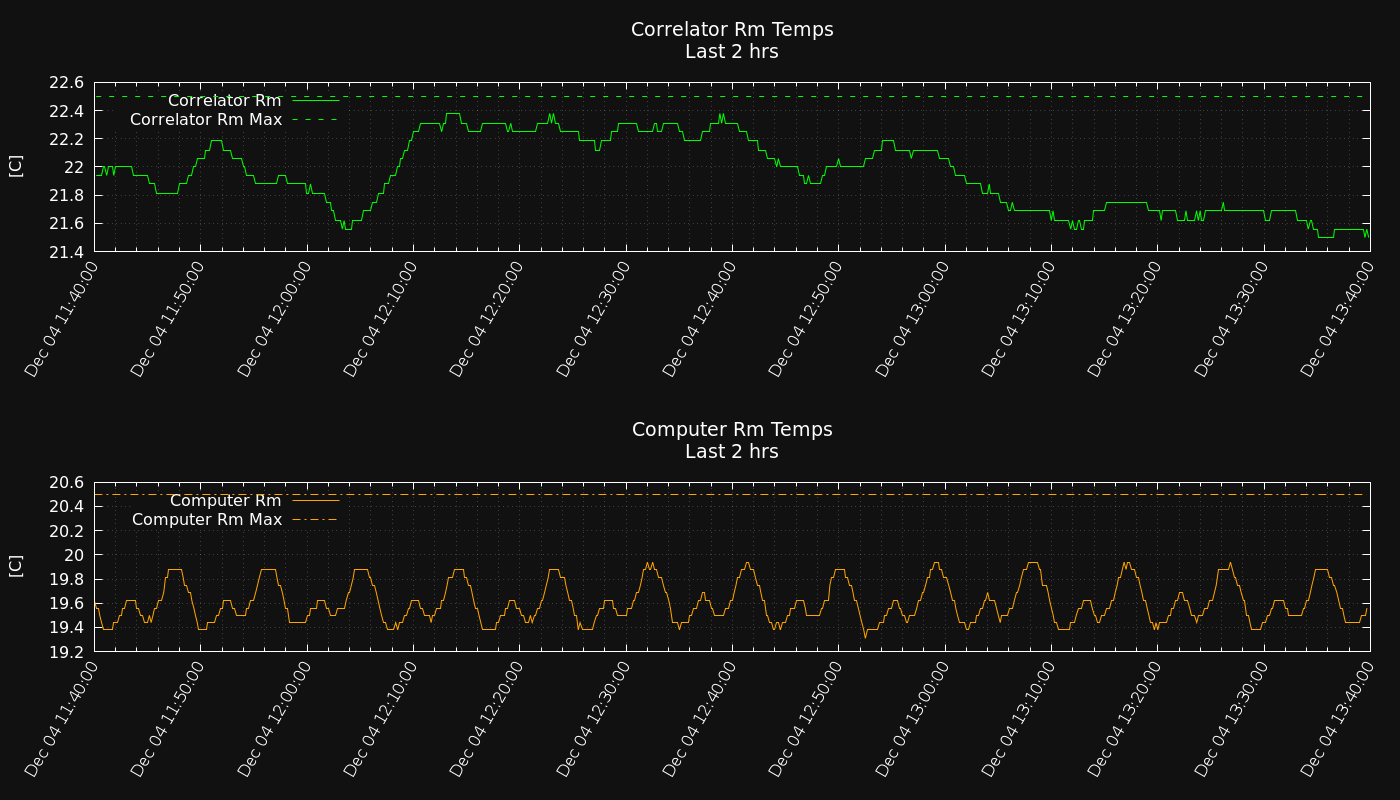 Correlator Rm Temps
Last 2 hrs
[C]
22.6
22.4
22.2
22
21.8
21.6
21.4
Correlator Rm
Correlator Rm Max
Dec 04 11:40:00
Dec 04 11:50:00
Dec 04 12:00:00
Dec 04 12:10:00
Dec 04 12:20:00
Dec 04 12:30:00
Dec 04 12:40:00
Dec 04 12:50:00
Dec 04 13:00:00
Dec 04 13:10:00
Dec 04 13:20:00
Dec 04 13:30:00
Dec 04 13:40:00
Computer Rm Temps
Last 2 hrs
[C]
20.6
20.4
20.2
20
19.8
19.6
19.4
19.2
Computer Rm
Computer Rm Max
Dec 04 11:40:00
Dec 04 11:50:00
Dec 04 12:00:00
Dec 04 12:10:00
Dec 04 12:20:00
Dec 04 12:30:00
Dec 04 12:40:00
Dec 04 12:50:00
Dec 04 13:00:00
Dec 04 13:10:00
Dec 04 13:20:00
Dec 04 13:30:00
Dec 04 13:40:00